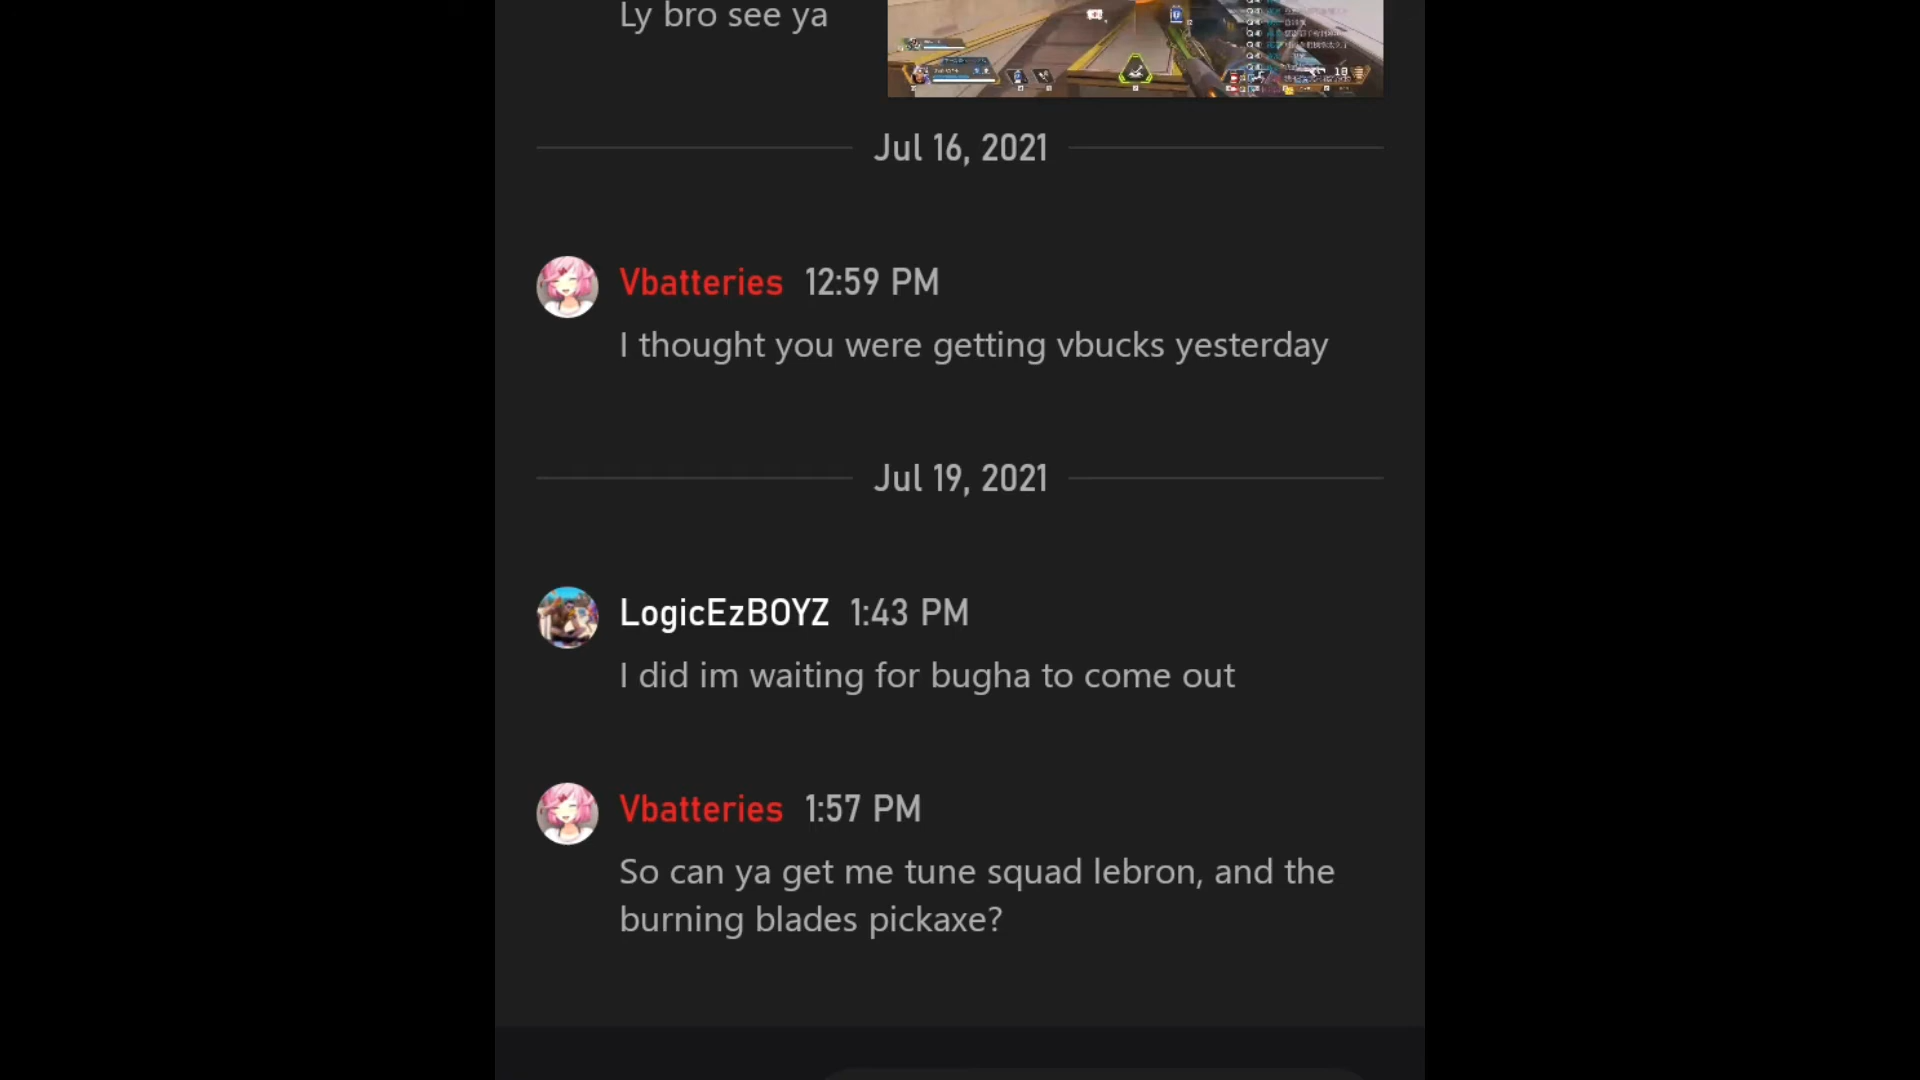 Ly bro see ya
Jul 16, 2021
Vbatteries 12:59 PM
I thought you were getting vbucks yesterday
Jul 19, 2021
LogicEzBOYZ 1:43 PM
I did im waiting for bugha to come out
Vbatteries 1:57 PM
So can ya get me tune squad lebron, and the
burning blades pickaxe?